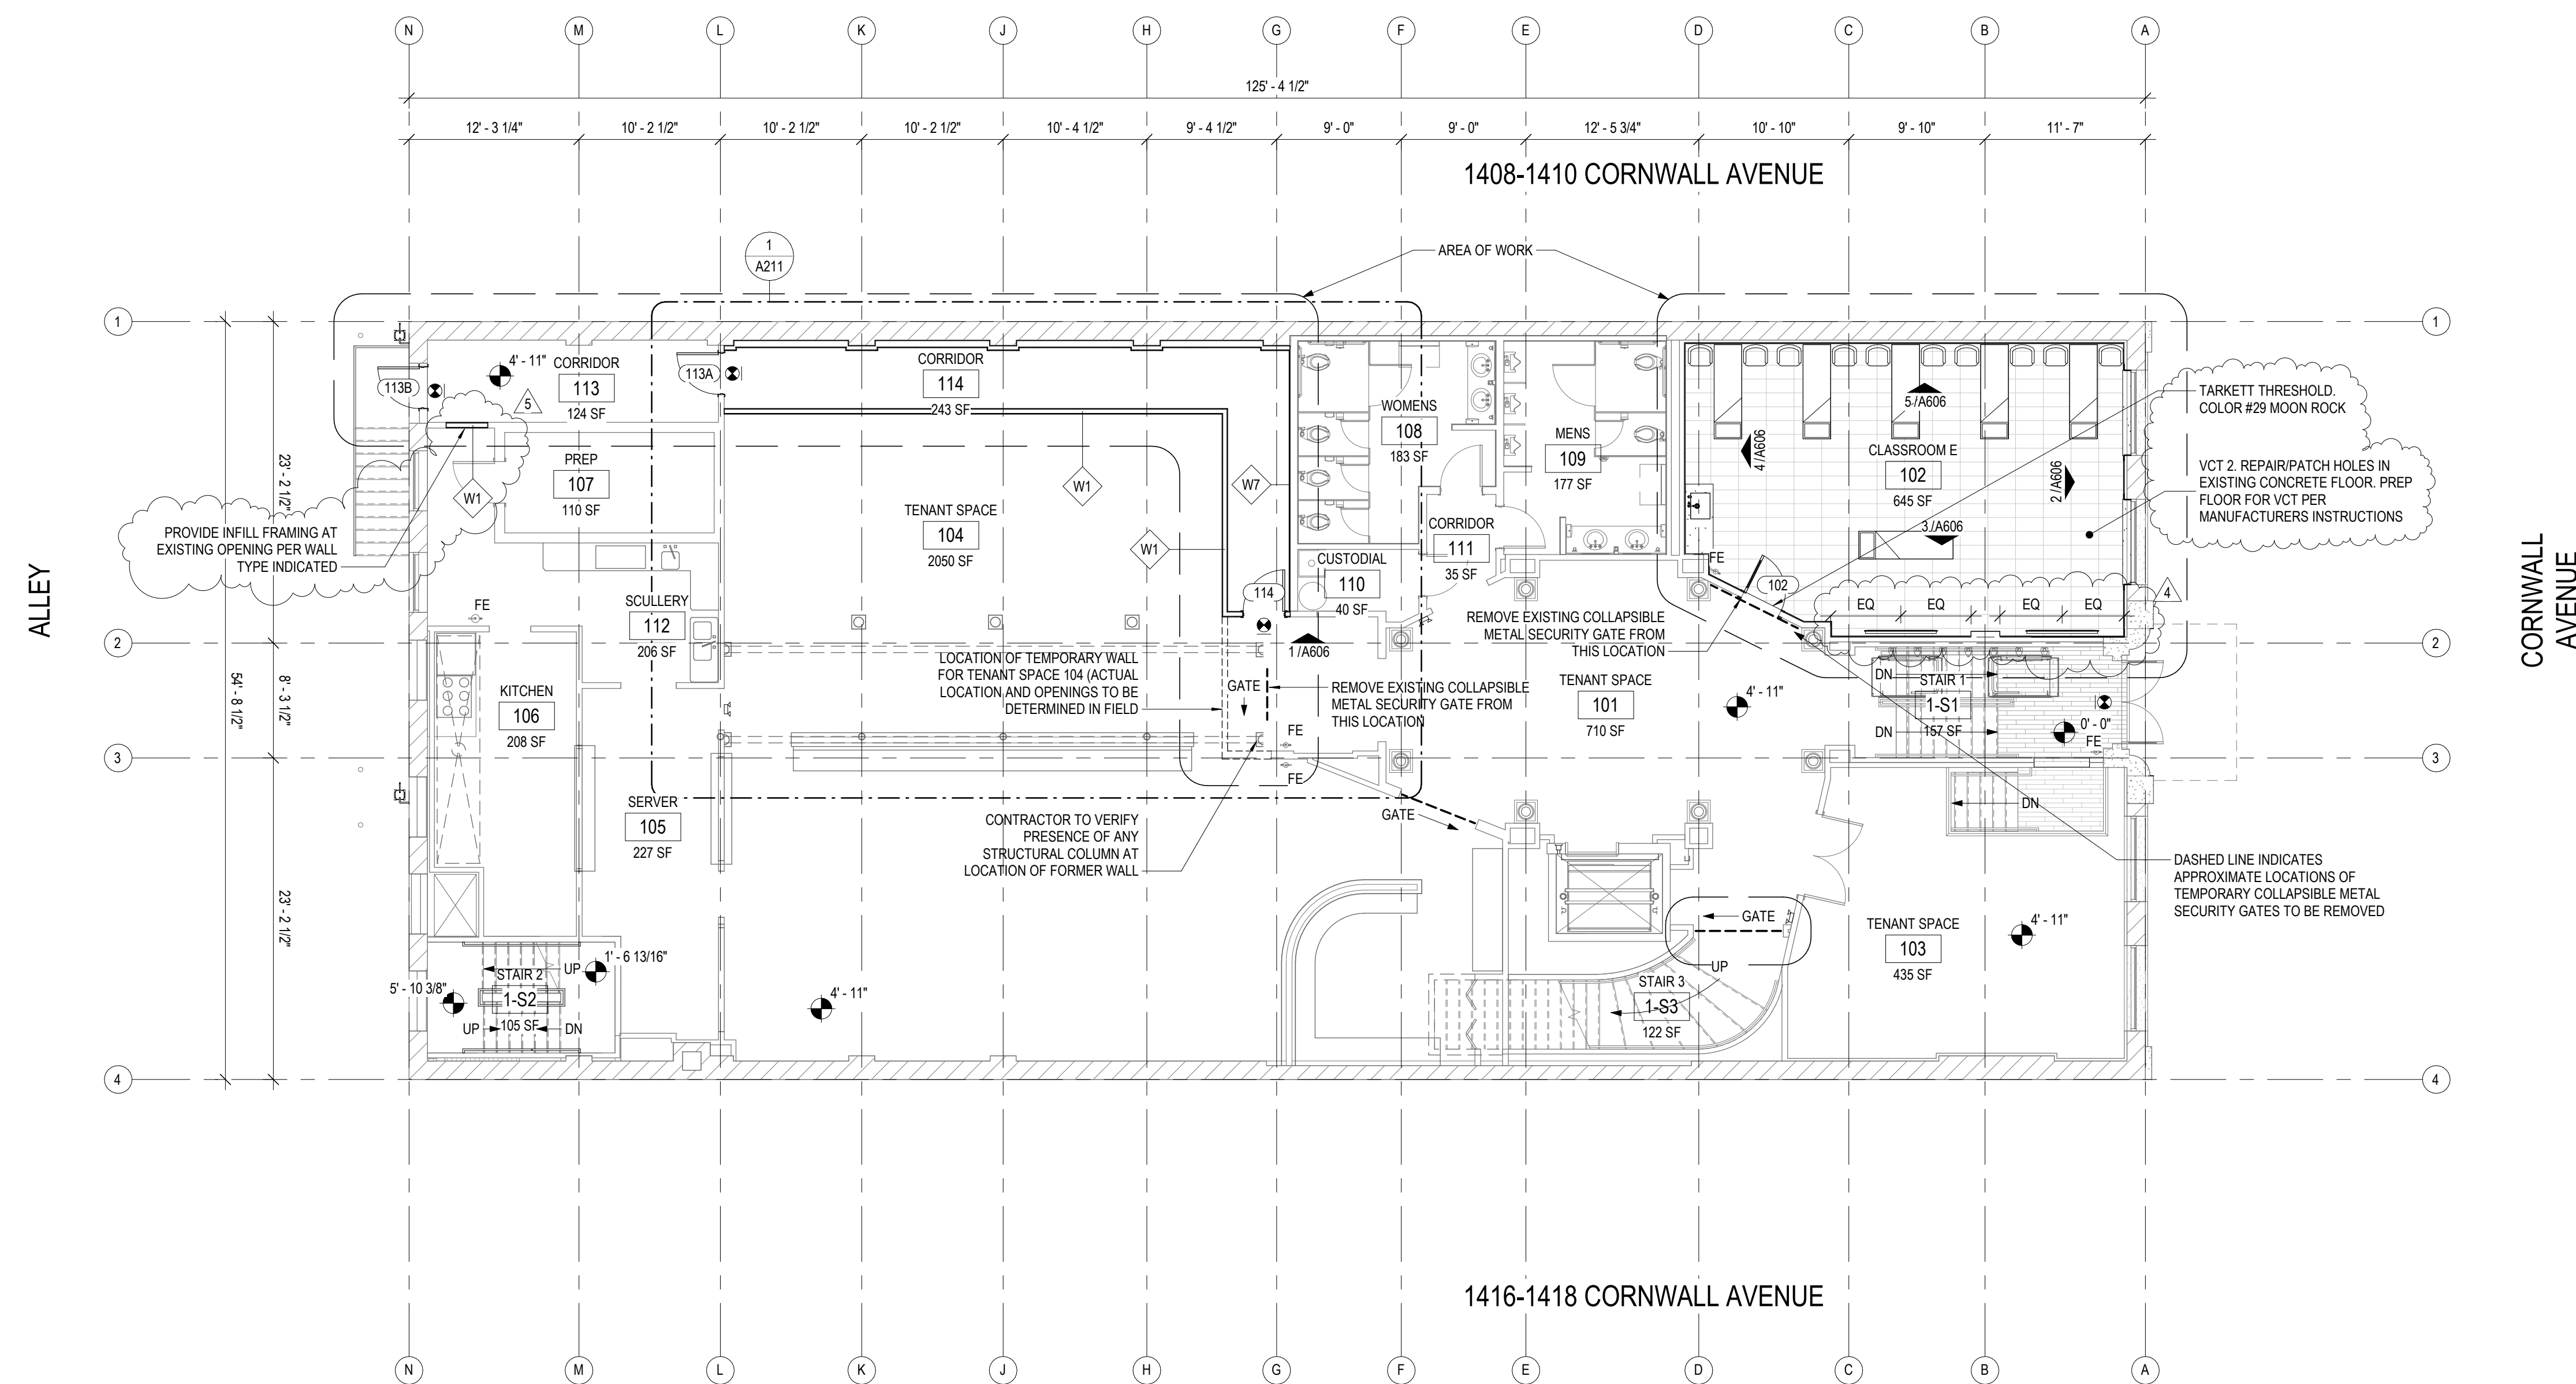 N M L K J H G F E D C B A
125' - 4 1/2"
12' - 3 1/4" 10' - 2 1/2" 10' - 2 1/2" 10' - 2 1/2" 10' - 4 1/2" 9' - 4 1/2" 9' - 0" 9' - 0" 12' - 5 3/4" 10' - 10" 9' - 10" 11' - 7"
1408-1410 CORNWALL AVENUE
1
A211
AREA OF WORK
1
1
2
2
3
3
4
4
23' - 2 1/2"
8' - 3 1/2"
23' - 2 1/2"
54' - 8 1/2"
ALLEY
CORNWALL
AVENUE
113B
4' - 11"
CORRIDOR
113
124 SF
5
113A
CORRIDOR
114
243 SF
W1
PREP
107
110 SF
PROVIDE INFILL FRAMING AT
EXISTING OPENING PER WALL
TYPE INDICATED
TENANT SPACE
104
2050 SF
W1
W1
W7
114
WOMENS
108
183 SF
MENS
109
177 SF
CORRIDOR
111
35 SF
CUSTODIAL
110
40 SF
CLASSROOM E
102
645 SF
5 /A606
4 /A606
2 /A606
3 /A606
TARKETT THRESHOLD.
COLOR #29 MOON ROCK
VCT 2. REPAIR/PATCH HOLES IN
EXISTING CONCRETE FLOOR. PREP
FLOOR FOR VCT PER
MANUFACTURERS INSTRUCTIONS
FE
102
EQ EQ EQ EQ
4
FE
SCULLERY
112
206 SF
KITCHEN
106
208 SF
LOCATION OF TEMPORARY WALL
FOR TENANT SPACE 104 (ACTUAL
LOCATION AND OPENINGS TO BE
DETERMINED IN FIELD
1 /A606
GATE
REMOVE EXISTING COLLAPSIBLE
METAL SECURITY GATE FROM
THIS LOCATION
REMOVE EXISTING COLLAPSIBLE
METAL SECURITY GATE FROM
THIS LOCATION
FE
FE
TENANT SPACE
101
710 SF
4' - 11"
DN
STAIR 1
1-S1
157 SF
DN
0' - 0"
FE
DN
SERVER
105
227 SF
CONTRACTOR TO VERIFY
PRESENCE OF ANY
STRUCTURAL COLUMN AT
LOCATION OF FORMER WALL
GATE
DASHED LINE INDICATES
APPROXIMATE LOCATIONS OF
TEMPORARY COLLAPSIBLE METAL
SECURITY GATES TO BE REMOVED
GATE
TENANT SPACE
103
435 SF
4' - 11"
STAIR 2
1-S2
105 SF
UP
1' - 6 13/16"
5' - 10 3/8"
UP
DN
4' - 11"
UP
STAIR 3
1-S3
122 SF
1416-1418 CORNWALL AVENUE
N M L K J H G F E D C B A